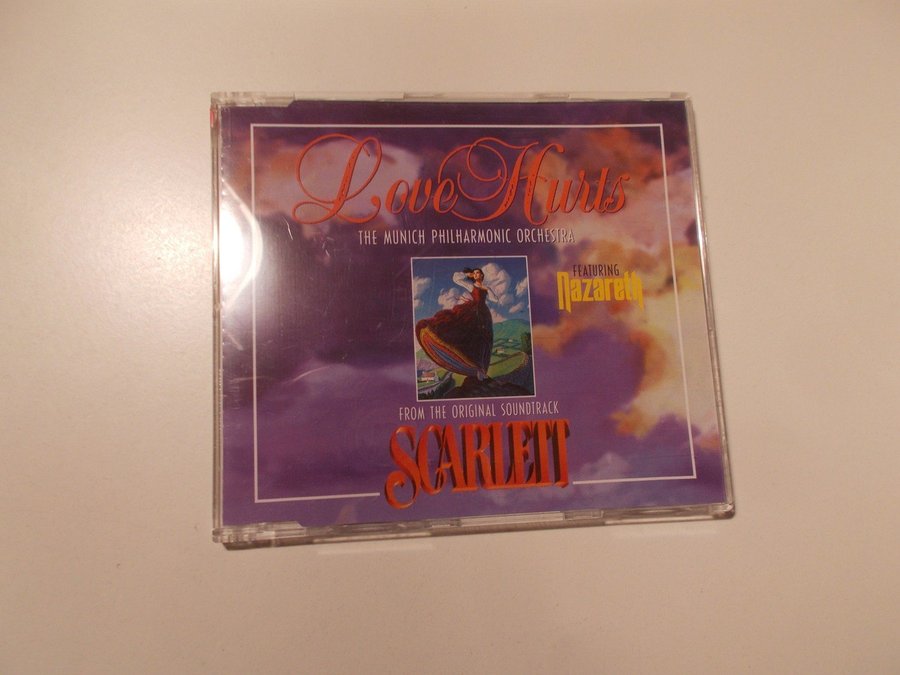 Love Hurts
THE MUNICH PHILHARMONIC ORCHESTRA
FEATURING
Nazareth
FROM THE ORIGINAL SOUNDTRACK
SCARLETT